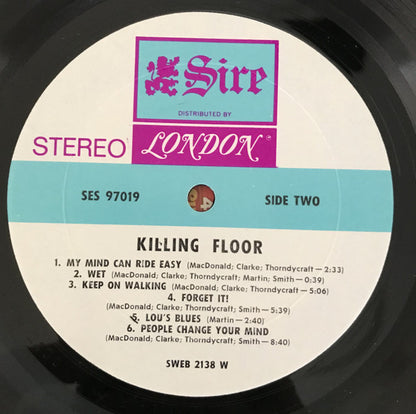 Sire
DISTRIBUTED BY
STEREO LONDON
SES 97019 SIDE TWO
KILLING FLOOR
1. MY MIND CAN RIDE EASY (MacDonald; Clarke; Thorndycraft—2:33)
2. WET (MacDonald; Clarke; Thorndycraft; Martin; Smith—0:39)
3. KEEP ON WALKING (MacDonald; Clarke; Thorndycraft—5:06)
4. FORGET IT!
(MacDonald; Clarke; Thorndycraft; Smith—5:39)
5. LOU'S BLUES (Martin—2:40)
6. PEOPLE CHANGE YOUR MIND
(MacDonald; Clarke; Thorndycraft; Smith—8:40)
SWEB 2138 W